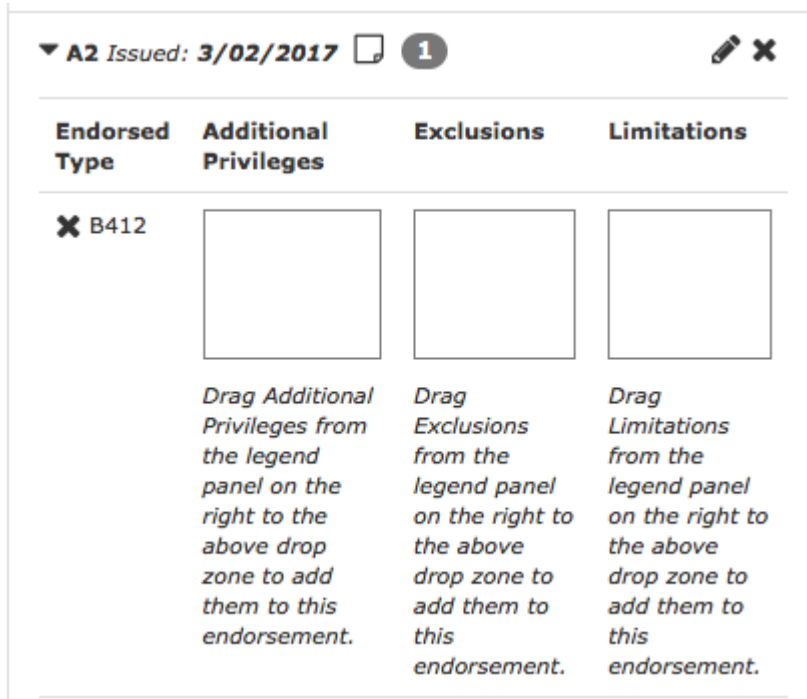 A2 Issued: 3/02/2017 1
Endorsed Type
Additional Privileges
Exclusions
Limitations
B412
Drag Additional
Privileges from
the legend
panel on the
right to the
above drop
zone to add
them to this
endorsement.
Drag
Exclusions
from the
legend panel
on the right to
the above
drop zone to
add them to
this
endorsement.
Drag
Limitations
from the
legend panel
on the right to
the above
drop zone to
add them to
this
endorsement.